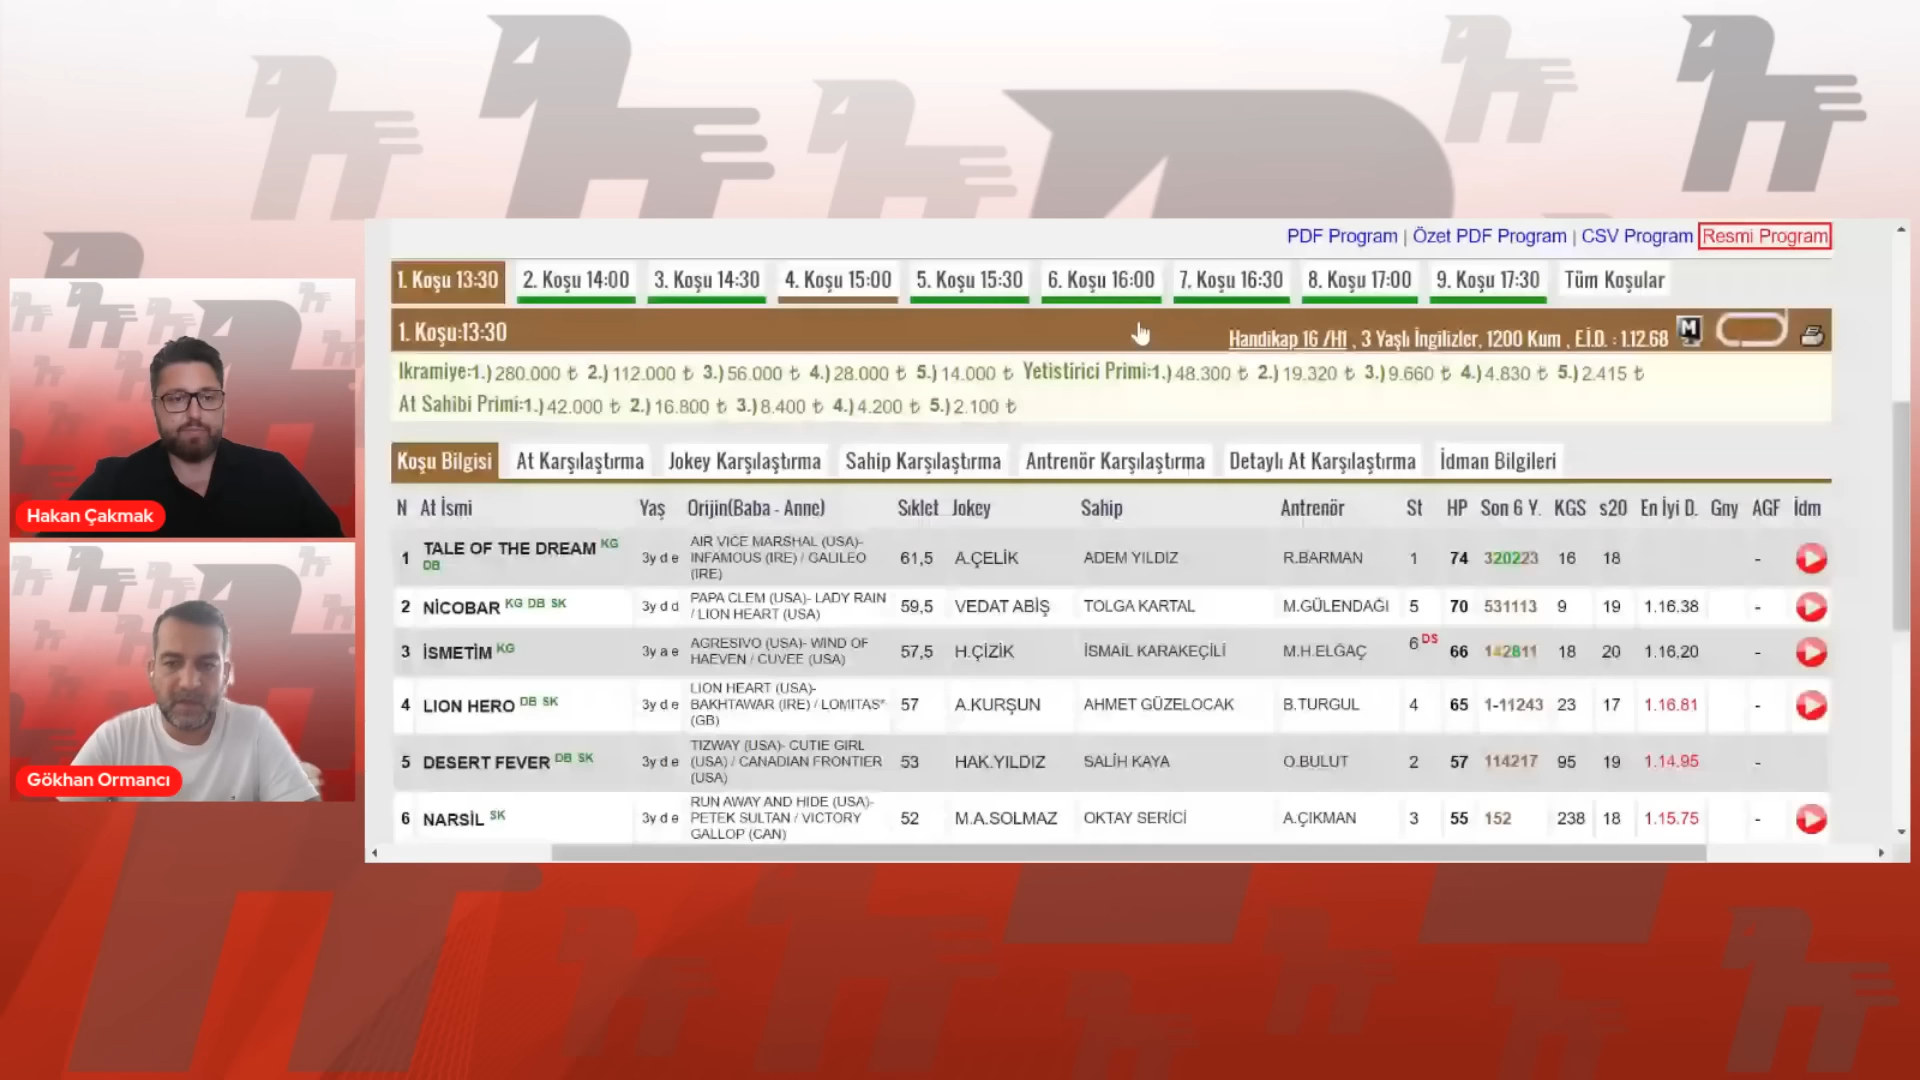 PDF Program | Özet PDF Program | CSV Program Resmi Program
1. Koşu 13:30 2. Koşu 14:00 3. Koşu 14:30 4. Koşu 15:00 5. Koşu 15:30 6. Koşu 16:00 7. Koşu 16:30 8. Koşu 17:00 9. Koşu 17:30 Tüm Koşular
1. Koşu:13:30 Handikap 16 /H1 , 3 Yaşlı İngilizler, 1200 Kum , E.İ.D. : 1.12.68 M
Ikramiye:1.) 280.000 ₺ 2.) 112.000 ₺ 3.) 56.000 ₺ 4.) 28.000 ₺ 5.) 14.000 ₺ Yetistirici Primi:1.) 48.300 ₺ 2.) 19.320 ₺ 3.) 9.660 ₺ 4.) 4.830 ₺ 5.) 2.415 ₺
At Sahibi Primi:1.) 42.000 ₺ 2.) 16.800 ₺ 3.) 8.400 ₺ 4.) 4.200 ₺ 5.) 2.100 ₺
Koşu Bilgisi At Karşılaştırma Jokey Karşılaştırma Sahip Karşılaştırma Antrenör Karşılaştırma Detaylı At Karşılaştırma İdman Bilgileri
N At İsmi Yaş Orijin(Baba - Anne) Sıklet Jokey Sahip Antrenör St HP Son 6 Y. KGS s20 En İyi D. Gny AGF İdm
1 TALE OF THE DREAM KG DB 3y d e AIR VICE MARSHAL (USA)- INFAMOUS (IRE) / GALILEO (IRE) 61,5 A.ÇELİK ADEM YILDIZ R.BARMAN 1 74 320223 16 18 -
2 NİCOBAR KG DB SK 3y d d PAPA CLEM (USA)- LADY RAIN / LION HEART (USA) 59,5 VEDAT ABİŞ TOLGA KARTAL M.GÜLENDAĞI 5 70 531113 9 19 1.16.38 -
3 İSMETİM KG 3y a e AGRESIVO (USA)- WIND OF HAEVEN / CUVEE (USA) 57,5 H.ÇİZİK İSMAİL KARAKEÇİLİ M.H.ELĞAÇ 6 DS 66 142811 18 20 1.16.20 -
4 LION HERO DB SK 3y d e LION HEART (USA)- BAKHTAWAR (IRE) / LOMITAS* (GB) 57 A.KURŞUN AHMET GÜZELOCAK B.TURGUL 4 65 1-11243 23 17 1.16.81 -
5 DESERT FEVER DB SK 3y d e TIZWAY (USA)- CUTIE GIRL (USA) / CANADIAN FRONTIER (USA) 53 HAK.YILDIZ SALİH KAYA O.BULUT 2 57 114217 95 19 1.14.95 -
6 NARSİL SK 3y d e RUN AWAY AND HIDE (USA)- PETEK SULTAN / VICTORY GALLOP (CAN) 52 M.A.SOLMAZ OKTAY SERİCİ A.ÇIKMAN 3 55 152 238 18 1.15.75 -
Hakan Çakmak
Gökhan Ormancı